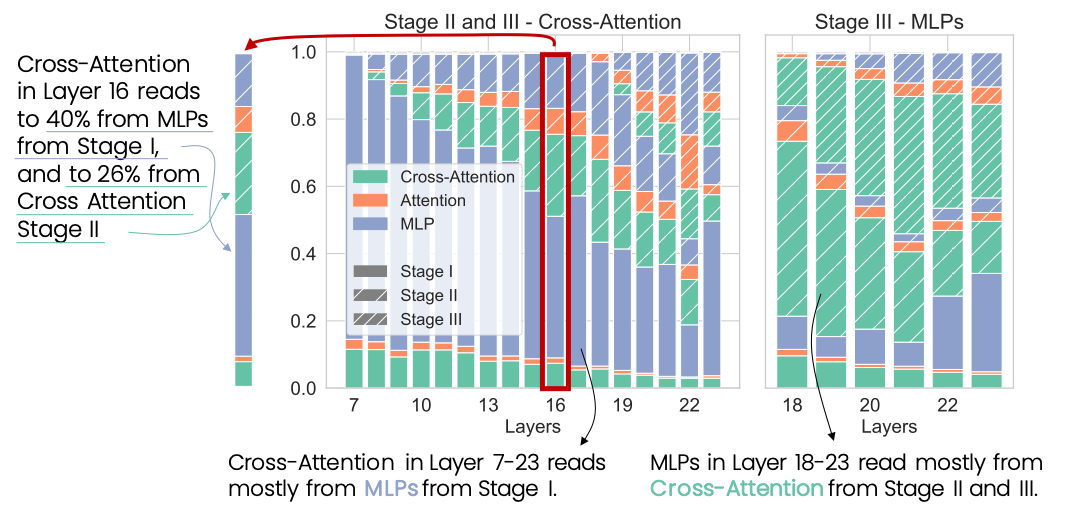 Stage II and III - Cross-Attention
Stage III - MLPs
Cross-Attention
in Layer 16 reads
to 40% from MLPs
from Stage I,
and to 26% from
Cross Attention
Stage II
1.0
0.8
0.6
0.4
0.2
0.0
Cross-Attention
Attention
MLP
Stage I
Stage II
Stage III
7 10 13 16 19 22
Layers
18 20 22
Layers
Cross-Attention in Layer 7-23 reads
mostly from MLPs from Stage I.
MLPs in Layer 18-23 read mostly from
Cross-Attention from Stage II and III.